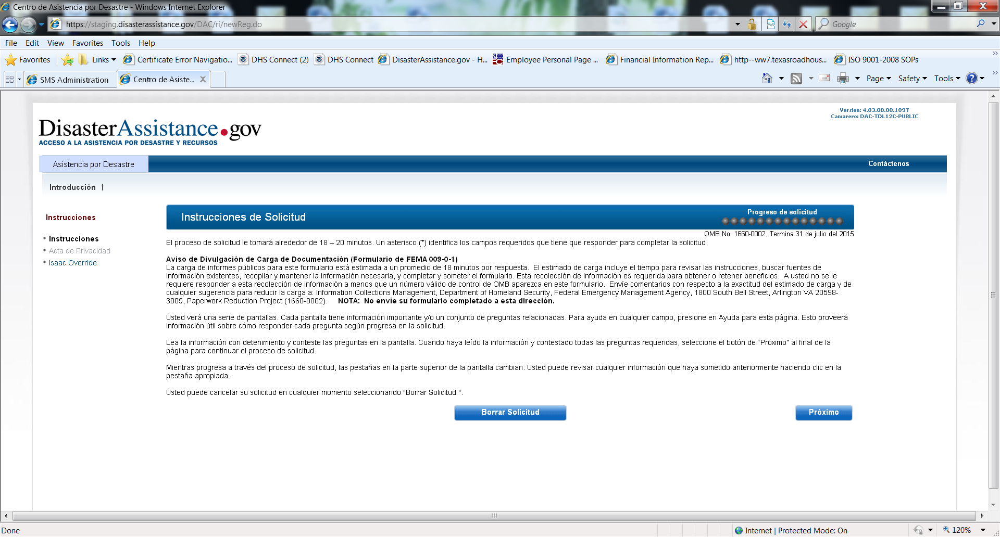 Centro de Asistencia por Desastre - Windows Internet Explorer
https://staging.disasterassistance.gov/DAC/ri/newReg.do
Google
File Edit View Favorites Tools Help
Favorites Links Certificate Error Navigatio... DHS Connect (2) DHS Connect DisasterAssistance.gov - H... Employee Personal Page ... Financial Information Rep... http--ww7.texasroadhous... ISO 9001-2008 SOPs
SMS Administration Centro de Asiste... Page Safety Tools
Version: 4.03.00.00.1097
Camarero: DAC-TDL12C-PUBLIC
DisasterAssistance.gov
ACCESO A LA ASISTENCIA POR DESASTRE Y RECURSOS
Asistencia por Desastre
Contáctenos
Introducción |
Instrucciones
• Instrucciones
• Acta de Privacidad
• Isaac Override
Instrucciones de Solicitud
Progreso de solicitud
OMB No. 1660-0002, Termina 31 de julio del 2015
El proceso de solicitud le tomará alrededor de 18 – 20 minutos. Un asterisco (*) identifica los campos requeridos que tiene que responder para completar la solicitud.
Aviso de Divulgación de Carga de Documentación (Formulario de FEMA 009-0-1)
La carga de informes públicos para este formulario está estimada a un promedio de 18 minutos por respuesta. El estimado de carga incluye el tiempo para revisar las instrucciones, buscar fuentes de
información existentes, recopilar y mantener la información necesaria, y completar y someter el formulario. Esta recolección de información es requerida para obtener o retener beneficios. A usted no se le
requiere responder a esta recolección de información a menos que un número válido de control de OMB aparezca en este formulario. Envíe comentarios con respecto a la exactitud del estimado de carga y de
cualquier sugerencia para reducir la carga a: Information Collections Management, Department of Homeland Security, Federal Emergency Management Agency, 1800 South Bell Street, Arlington VA 20598-
3005, Paperwork Reduction Project (1660-0002). NOTA: No envíe su formulario completado a esta dirección.
Usted verá una serie de pantallas. Cada pantalla tiene información importante y/o un conjunto de preguntas relacionadas. Para ayuda en cualquier campo, presione en Ayuda para esta página. Esto proveerá
información útil sobre cómo responder cada pregunta según progresa en la solicitud.
Lea la información con detenimiento y conteste las preguntas en la pantalla. Cuando haya leído la información y contestado todas las preguntas requeridas, seleccione el botón de "Próximo" al final de la
página para continuar el proceso de solicitud.
Mientras progresa a través del proceso de solicitud, las pestañas en la parte superior de la pantalla cambian. Usted puede revisar cualquier información que haya sometido anteriormente haciendo clic en la
pestaña apropiada.
Usted puede cancelar su solicitud en cualquier momento seleccionando "Borrar Solicitud ".
Borrar Solicitud
Próximo
Done
Internet | Protected Mode: On
120%